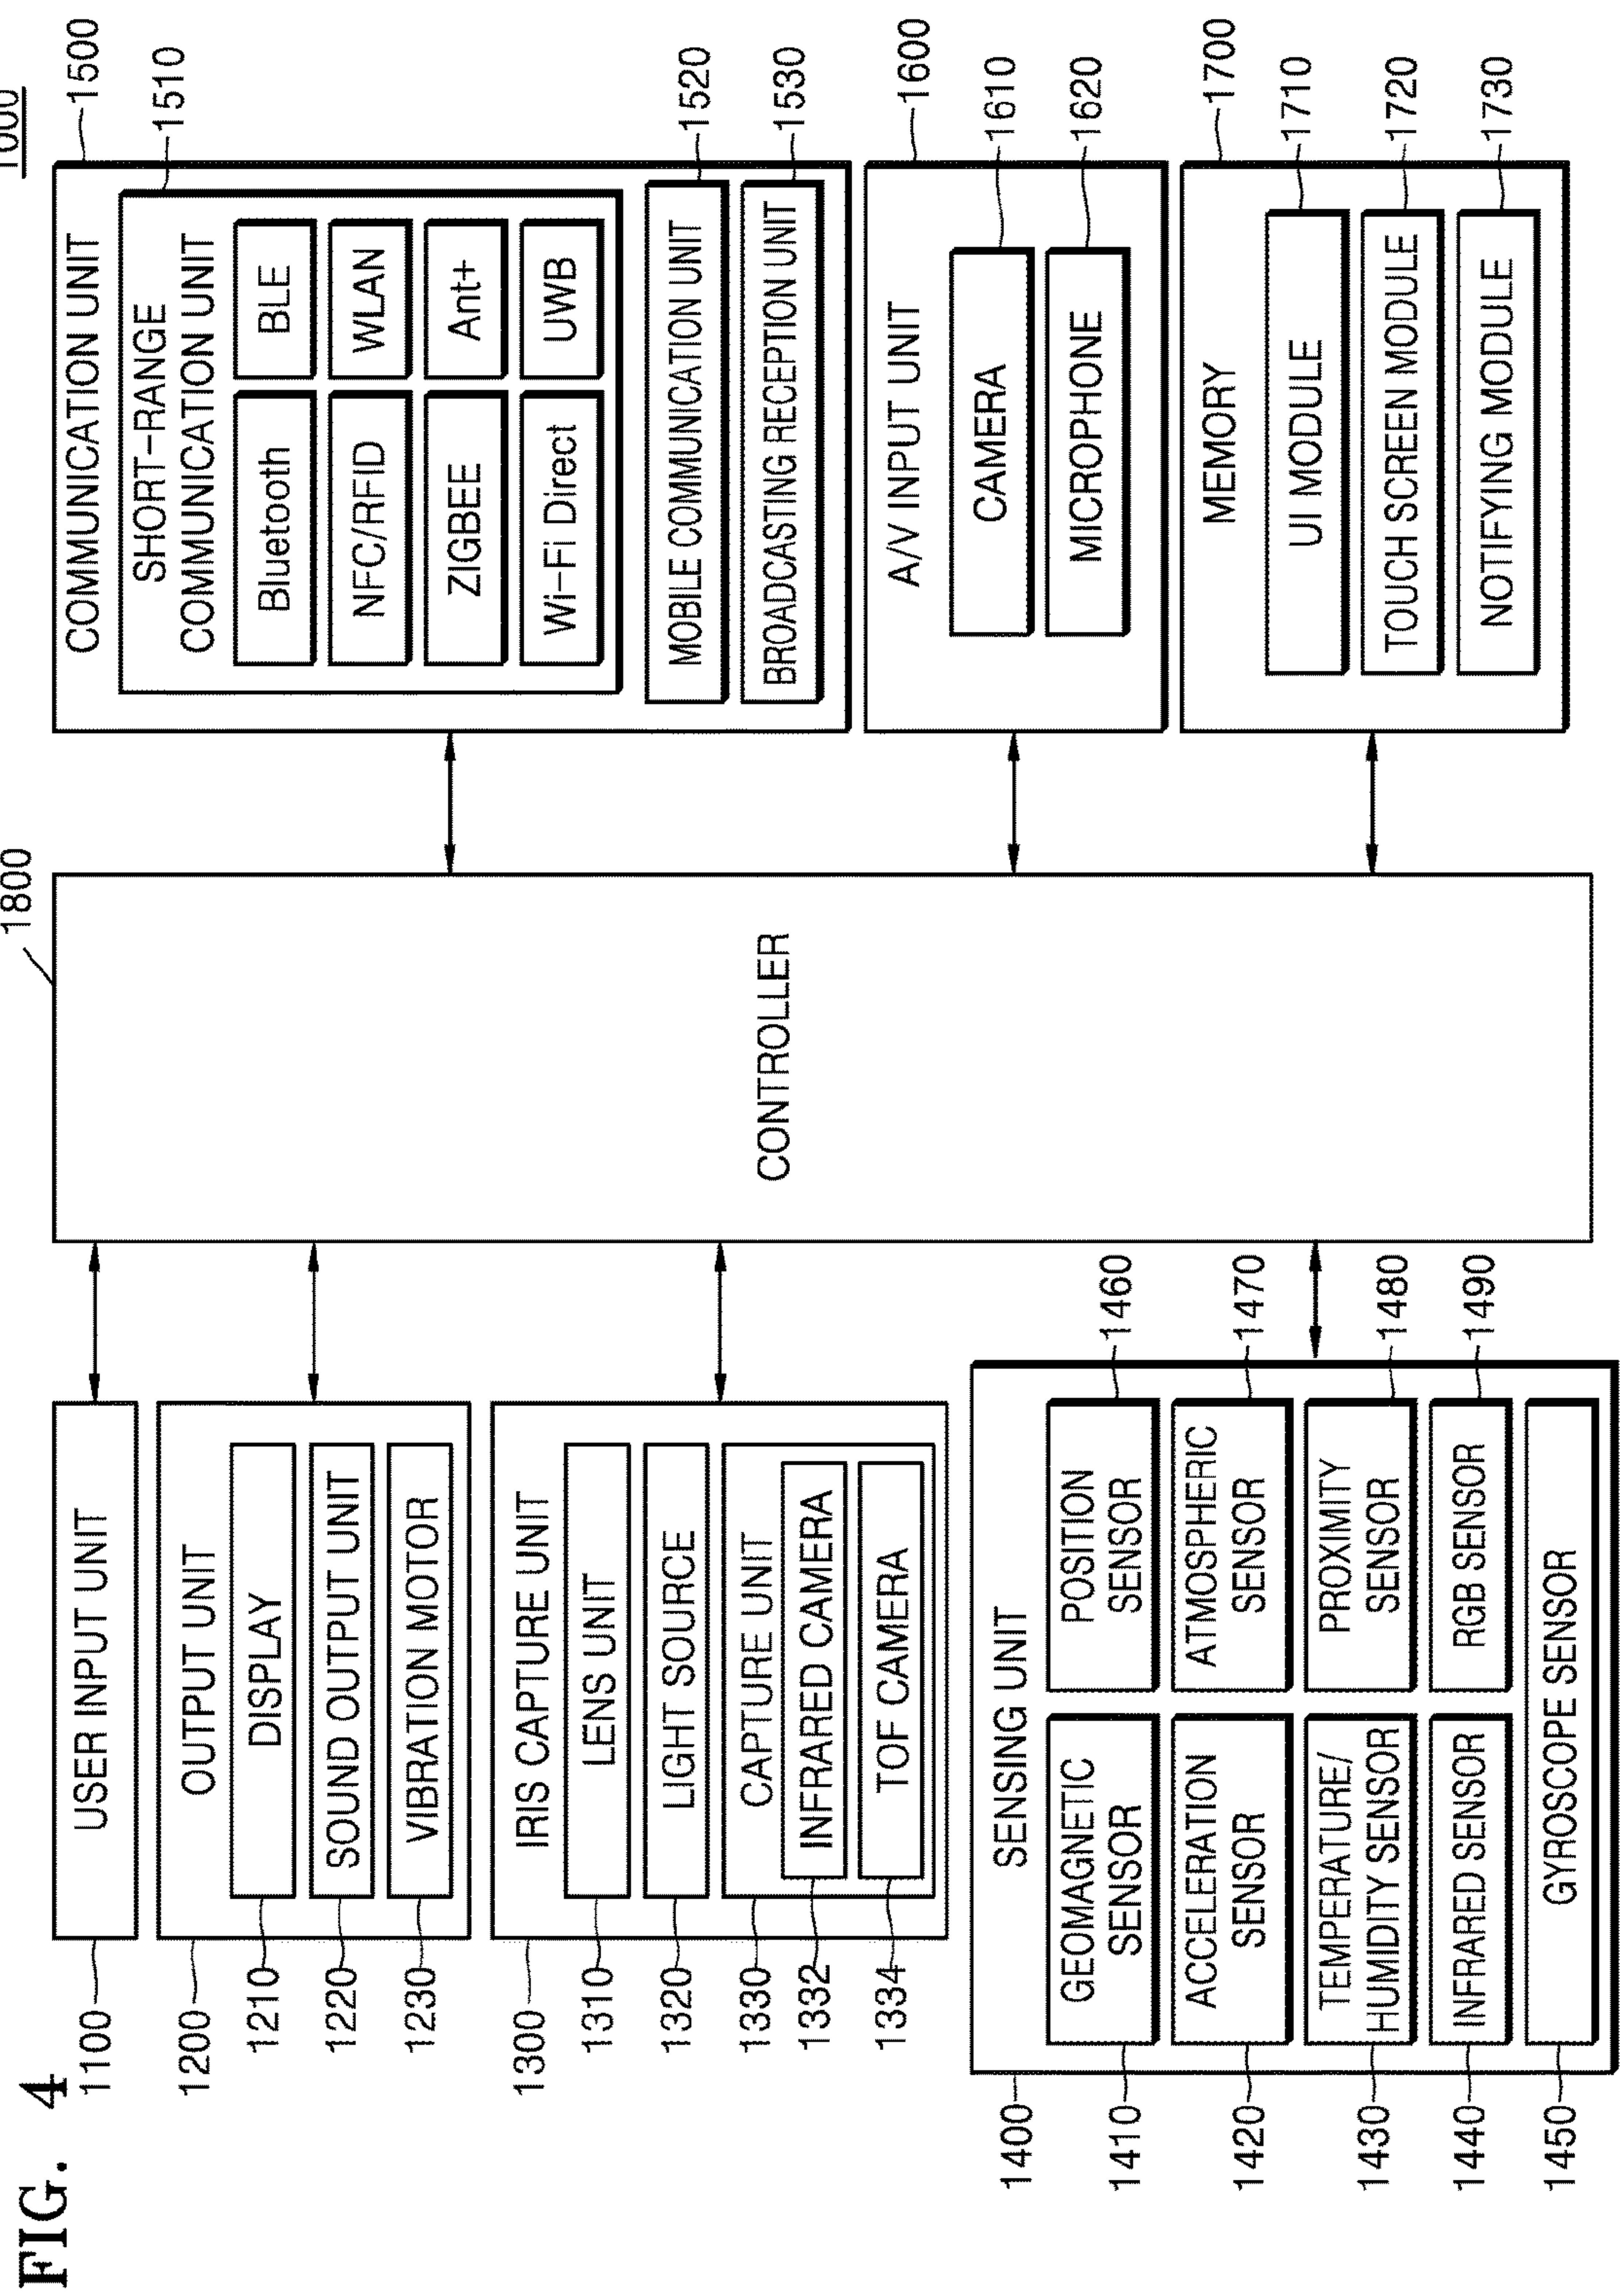 FIG. 4
1000
1100
USER INPUT UNIT
1200
OUTPUT UNIT
1210
DISPLAY
1220
SOUND OUTPUT UNIT
1230
VIBRATION MOTOR
1300
IRIS CAPTURE UNIT
1310
LENS UNIT
1320
LIGHT SOURCE
1330
CAPTURE UNIT
1332
INFRARED CAMERA
1334
TOF CAMERA
1400
SENSING UNIT
1410
GEOMAGNETIC
SENSOR
POSITION
SENSOR
1460
1420
ACCELERATION
SENSOR
ATMOSPHERIC
SENSOR
1470
1430
TEMPERATURE/
HUMIDITY SENSOR
PROXIMITY
SENSOR
1480
1440
INFRARED SENSOR
RGB SENSOR
1490
1450
GYROSCOPE SENSOR
1800
CONTROLLER
COMMUNICATION UNIT
1500
SHORT-RANGE
COMMUNICATION UNIT
1510
Bluetooth
BLE
NFC/RFID
WLAN
ZIGBEE
Ant+
Wi-Fi Direct
UWB
MOBILE COMMUNICATION UNIT
1520
BROADCASTING RECEPTION UNIT
1530
A/V INPUT UNIT
1600
CAMERA
1610
MICROPHONE
1620
MEMORY
1700
UI MODULE
1710
TOUCH SCREEN MODULE
1720
NOTIFYING MODULE
1730